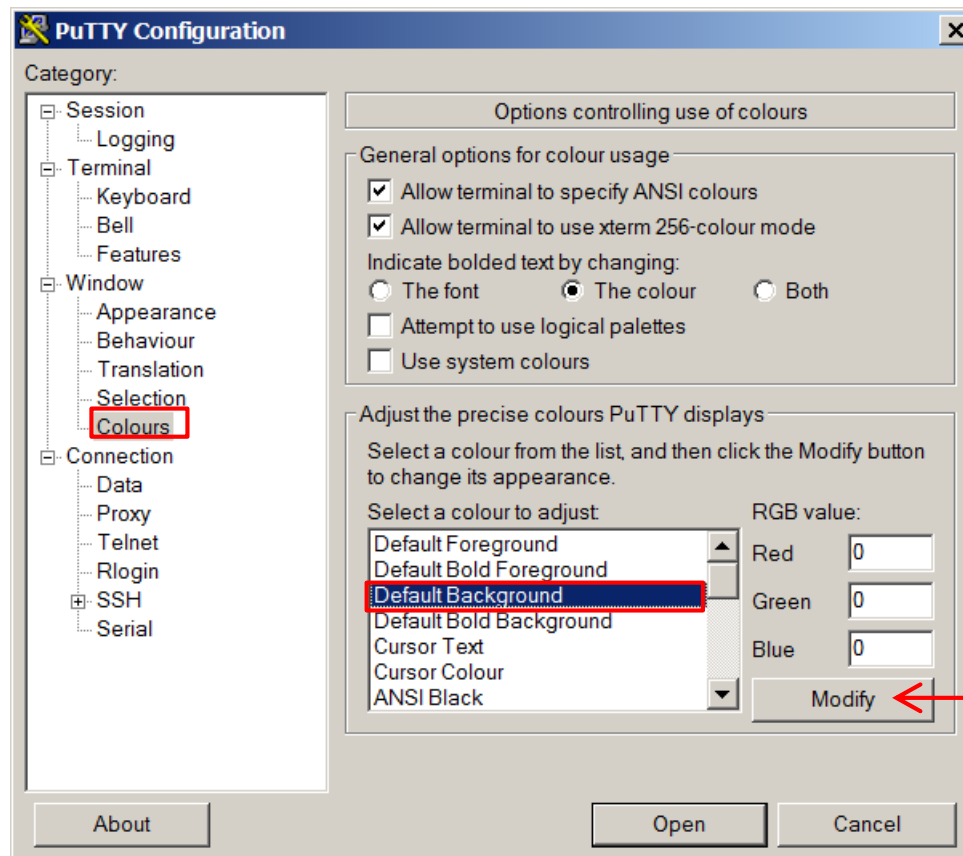 PuTTY Configuration
Category:
Session
Logging
Terminal
Keyboard
Bell
Features
Window
Appearance
Behaviour
Translation
Selection
Colours
Connection
Data
Proxy
Telnet
Rlogin
SSH
Serial
Options controlling use of colours
General options for colour usage
Allow terminal to specify ANSI colours
Allow terminal to use xterm 256-colour mode
Indicate bolded text by changing:
The font The colour Both
Attempt to use logical palettes
Use system colours
Adjust the precise colours PuTTY displays
Select a colour from the list, and then click the Modify button
to change its appearance.
Select a colour to adjust:
Default Foreground
Default Bold Foreground
Default Background
Default Bold Background
Cursor Text
Cursor Colour
ANSI Black
RGB value:
Red 0
Green 0
Blue 0
Modify
About Open Cancel